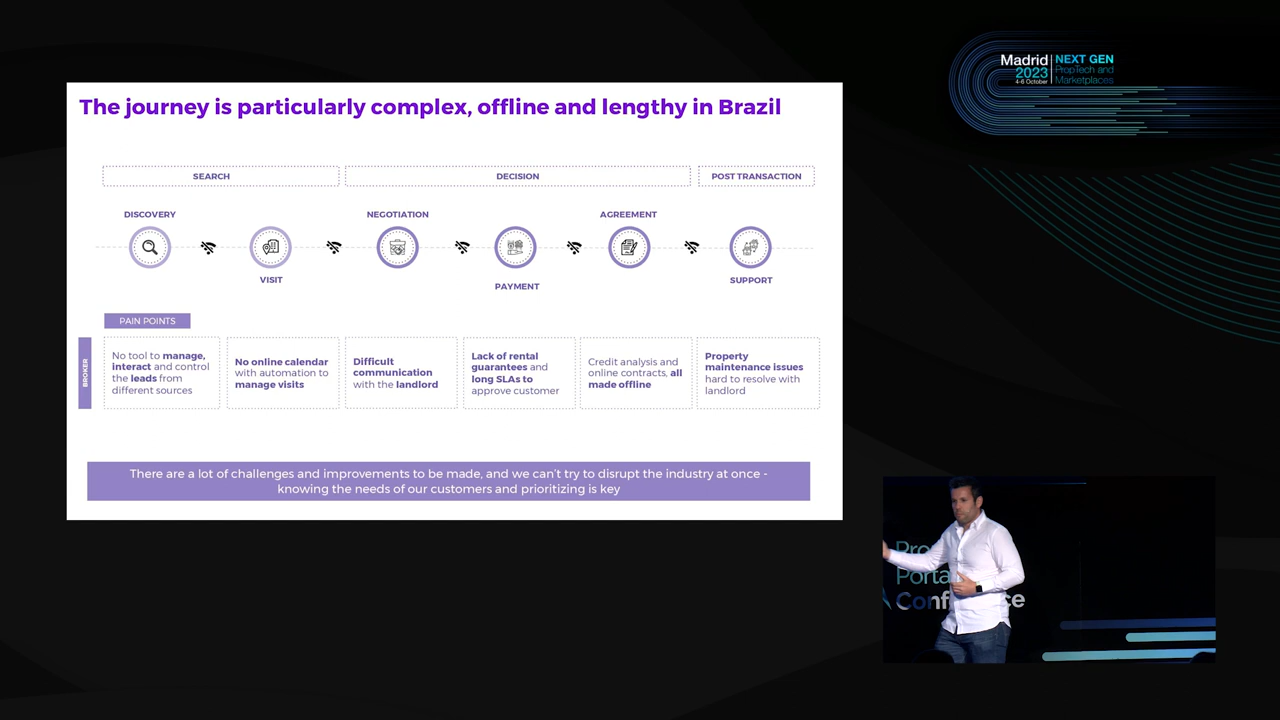 The journey is particularly complex, offline and lengthy in Brazil
SEARCH
DECISION
POST TRANSACTION
DISCOVERY
NEGOTIATION
AGREEMENT
VISIT
PAYMENT
SUPPORT
PAIN POINTS
BROKER
No tool to manage,
interact and control
the leads from
different sources
No online calendar
with automation to
manage visits
Difficult
communication
with the landlord
Lack of rental
guarantees and
long SLAs to
approve customer
Credit analysis and
online contracts, all
made offline
Property
maintenance issues
hard to resolve with
landlord
There are a lot of challenges and improvements to be made, and we can't try to disrupt the industry at once -
knowing the needs of our customers and prioritizing is key
Madrid
2023
4-6 October
NEXT GEN
PropTech and
Marketplaces